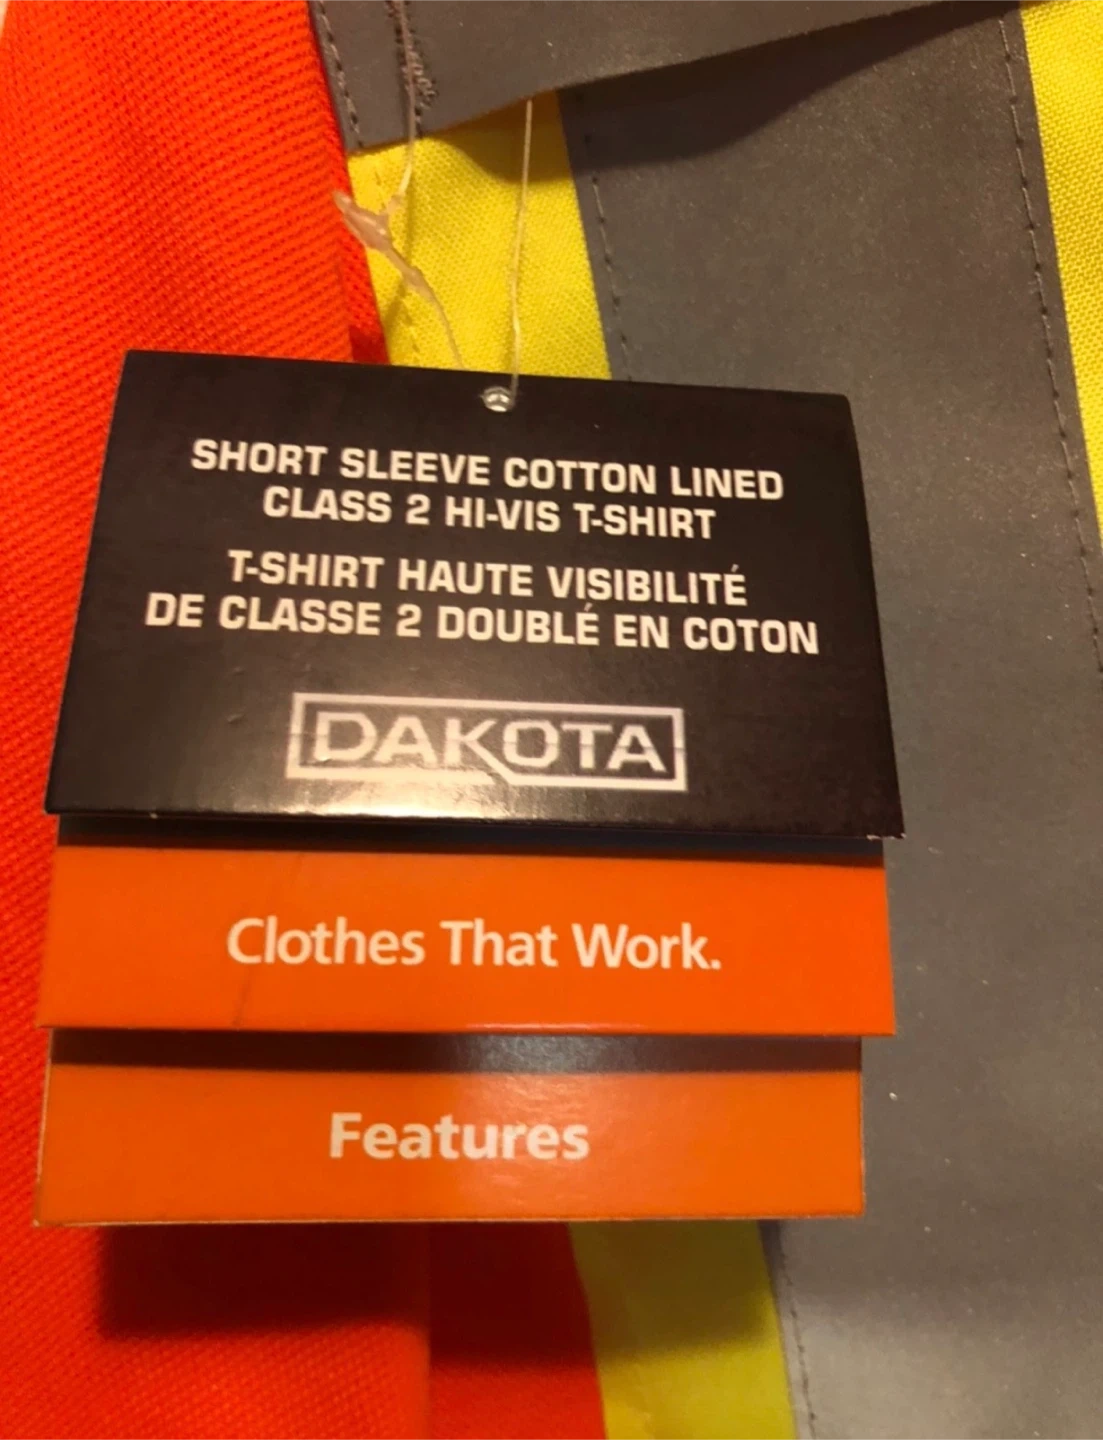 SHORT SLEEVE COTTON LINED
CLASS 2 HI-VIS T-SHIRT
T-SHIRT HAUTE VISIBILITÉ
DE CLASSE 2 DOUBLÉ EN COTON
DAKOTA
Clothes That Work.
Features